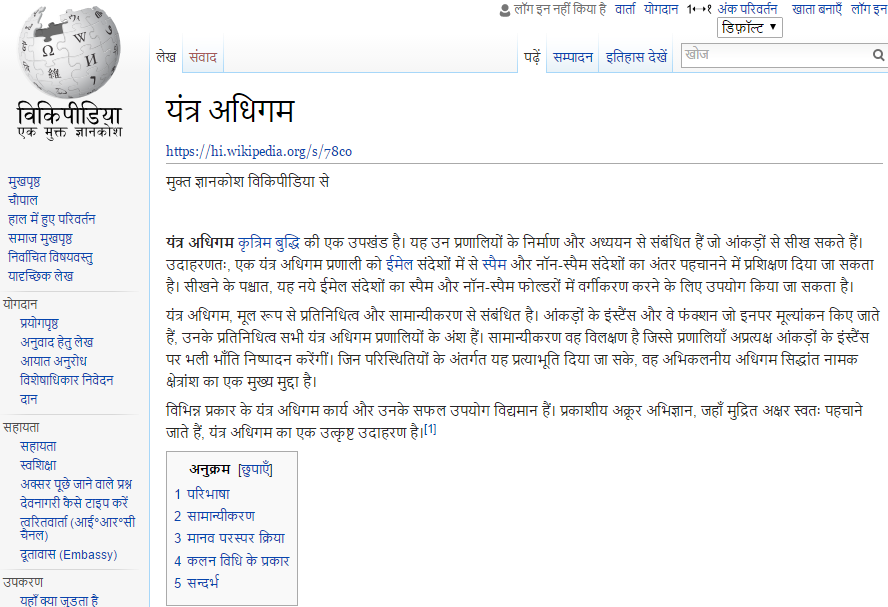 लॉग इन नहीं किया है वार्ता योगदान 1↔१ अंक परिवर्तन खाता बनाएँ लॉग इन
डिफ़ॉल्ट
लेख संवाद पढ़ें सम्पादन इतिहास देखें खोज
विकिपीडिया
एक मुक्त ज्ञानकोश
मुखपृष्ठ
चौपाल
हाल में हुए परिवर्तन
समाज मुखपृष्ठ
निर्वाचित विषयवस्तु
यादृच्छिक लेख
योगदान
प्रयोगपृष्ठ
अनुवाद हेतु लेख
आयात अनुरोध
विशेषाधिकार निवेदन
दान
सहायता
सहायता
स्वशिक्षा
अक्सर पूछे जाने वाले प्रश्न
देवनागरी कैसे टाइप करें
त्वरितवार्ता (आई॰आर॰सी
चैनल)
दूतावास (Embassy)
उपकरण
यहाँ क्या जुड़ता है
यंत्र अधिगम
https://hi.wikipedia.org/s/78co
मुक्त ज्ञानकोश विकिपीडिया से
यंत्र अधिगम कृत्रिम बुद्धि की एक उपखंड है। यह उन प्रणालियों के निर्माण और अध्ययन से संबंधित हैं जो आंकड़ों से सीख सकते हैं।
उदाहरणतः, एक यंत्र अधिगम प्रणाली को ईमेल संदेशों में से स्पैम और नॉन-स्पैम संदेशों का अंतर पहचानने में प्रशिक्षण दिया जा सकता
है। सीखने के पश्चात, यह नये ईमेल संदेशों का स्पैम और नॉन-स्पैम फोल्डरों में वर्गीकरण करने के लिए उपयोग किया जा सकता है।
यंत्र अधिगम, मूल रूप से प्रतिनिधित्व और सामान्यीकरण से संबंधित है। आंकड़ों के इंस्टैंस और वे फंक्शन जो इनपर मूल्यांकन किए जाते
हैं, उनके प्रतिनिधित्व सभी यंत्र अधिगम प्रणालियों के अंश हैं। सामान्यीकरण वह विलक्षण है जिस्से प्रणालियाँ अप्रत्यक्ष आंकड़ों के इंस्टैंस
पर भली भाँति निष्पादन करेंगीं। जिन परिस्थितियों के अंतर्गत यह प्रत्याभूति दिया जा सके, वह अभिकलनीय अधिगम सिद्धांत नामक
क्षेत्रांश का एक मुख्य मुद्दा है।
विभिन्न प्रकार के यंत्र अधिगम कार्य और उनके सफल उपयोग विद्यमान हैं। प्रकाशीय अक्रूर अभिज्ञान, जहाँ मुद्रित अक्षर स्वतः पहचाने
जाते हैं, यंत्र अधिगम का एक उत्कृष्ट उदाहरण है।[1]
अनुक्रम [छुपाएँ]
1 परिभाषा
2 सामान्यीकरण
3 मानव परस्पर क्रिया
4 कलन विधि के प्रकार
5 सन्दर्भ